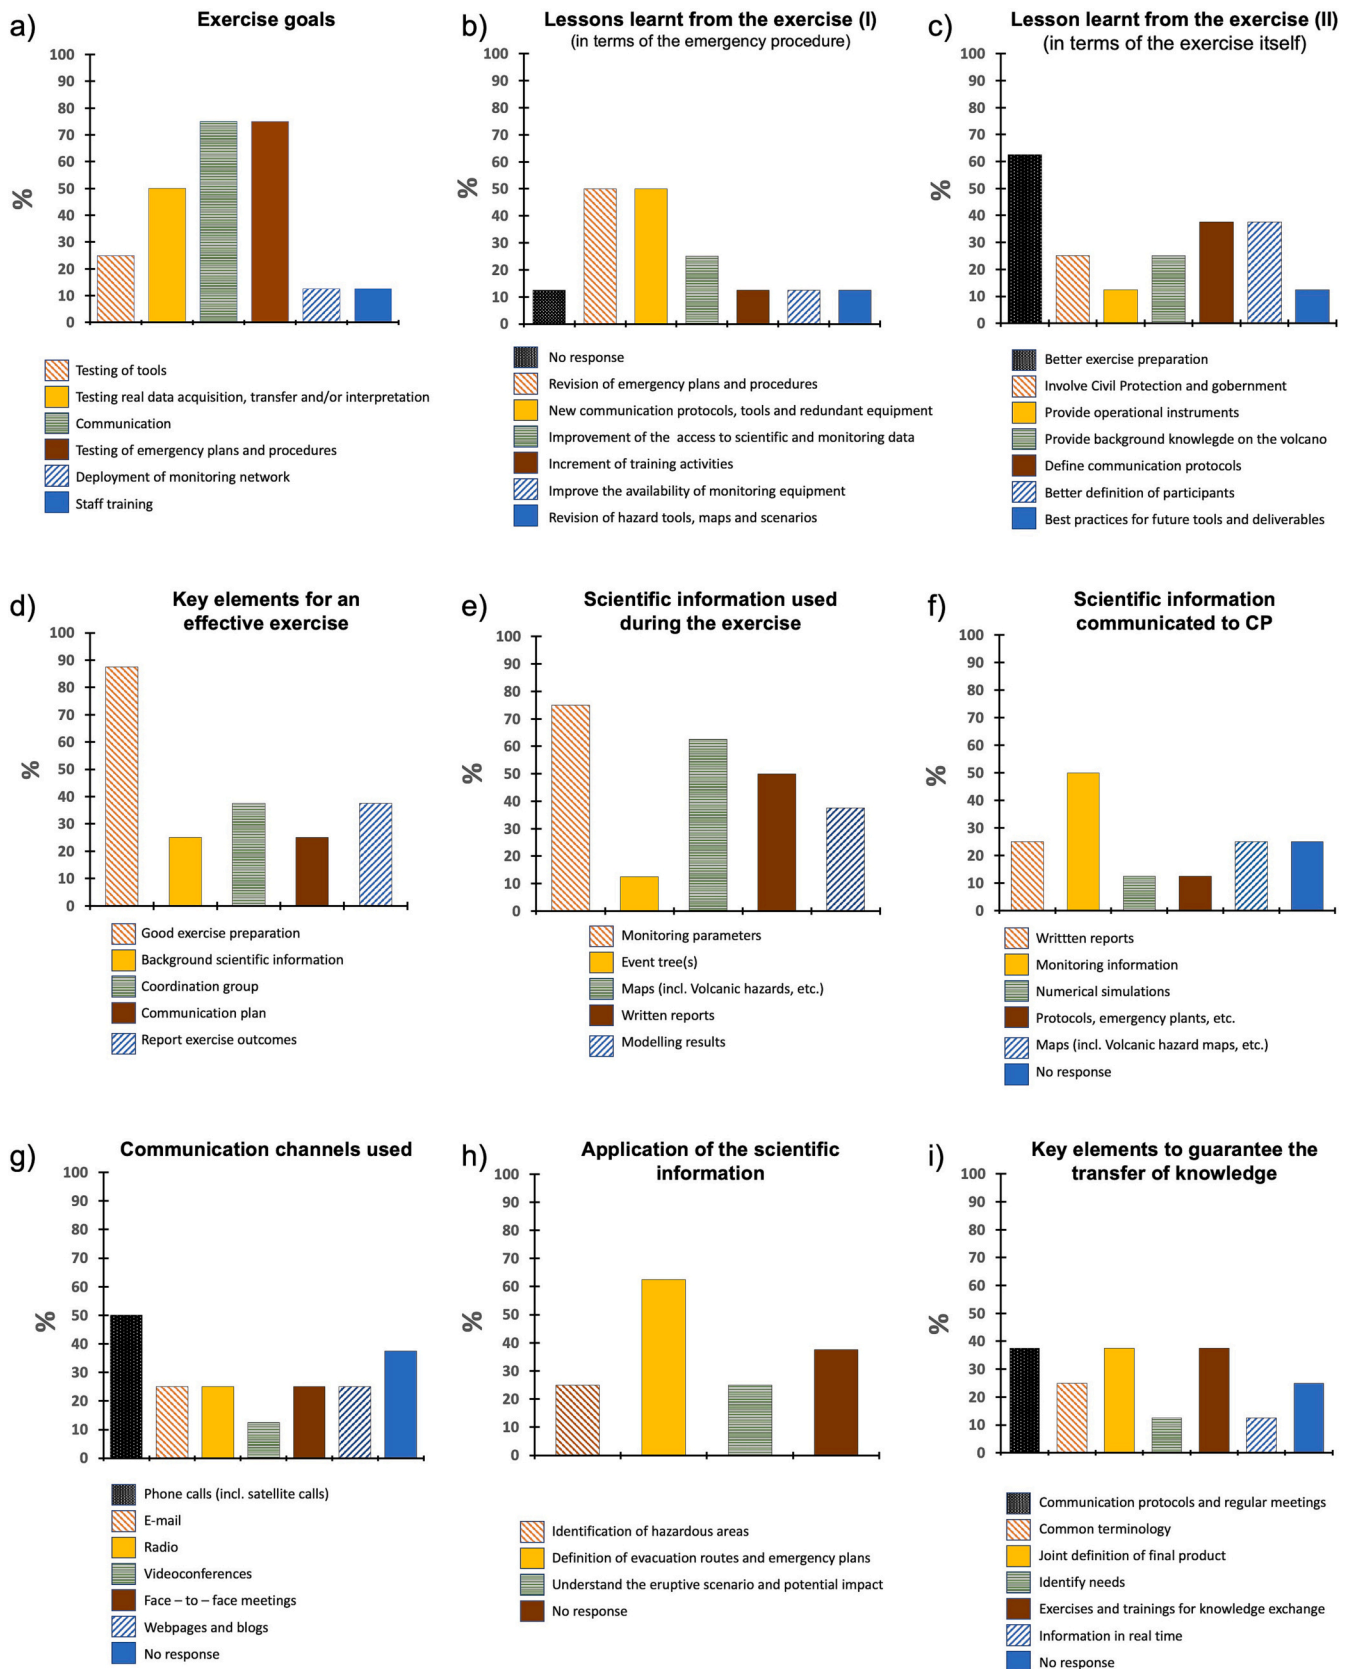 a)
Exercise goals
100
90
80
70
60
50
40
30
20
10
0
%
Testing of tools
Testing real data acquisition, transfer and/or interpretation
Communication
Testing of emergency plans and procedures
Deployment of monitoring network
Staff training
b)
Lessons learnt from the exercise (I)
(in terms of the emergency procedure)
100
90
80
70
60
50
40
30
20
10
0
%
No response
Revision of emergency plans and procedures
New communication protocols, tools and redundant equipment
Improvement of the access to scientific and monitoring data
Increment of training activities
Improve the availability of monitoring equipment
Revision of hazard tools, maps and scenarios
c)
Lesson learnt from the exercise (II)
(in terms of the exercise itself)
100
90
80
70
60
50
40
30
20
10
0
%
Better exercise preparation
Involve Civil Protection and gobernment
Provide operational instruments
Provide background knowlegde on the volcano
Define communication protocols
Better definition of participants
Best practices for future tools and deliverables
d)
Key elements for an
effective exercise
100
90
80
70
60
50
40
30
20
10
0
%
Good exercise preparation
Background scientific information
Coordination group
Communication plan
Report exercise outcomes
e)
Scientific information used
during the exercise
100
90
80
70
60
50
40
30
20
10
0
%
Monitoring parameters
Event tree(s)
Maps (incl. Volcanic hazards, etc.)
Written reports
Modelling results
f)
Scientific information
communicated to CP
100
90
80
70
60
50
40
30
20
10
0
%
Writtten reports
Monitoring information
Numerical simulations
Protocols, emergency plants, etc.
Maps (incl. Volcanic hazard maps, etc.)
No response
g)
Communication channels used
100
90
80
70
60
50
40
30
20
10
0
%
Phone calls (incl. satellite calls)
E-mail
Radio
Videoconferences
Face – to – face meetings
Webpages and blogs
No response
h)
Application of the scientific
information
100
90
80
70
60
50
40
30
20
10
0
%
Identification of hazardous areas
Definition of evacuation routes and emergency plans
Understand the eruptive scenario and potential impact
No response
i)
Key elements to guarantee the
transfer of knowledge
100
90
80
70
60
50
40
30
20
10
0
%
Communication protocols and regular meetings
Common terminology
Joint definition of final product
Identify needs
Exercises and trainings for knowledge exchange
Information in real time
No response